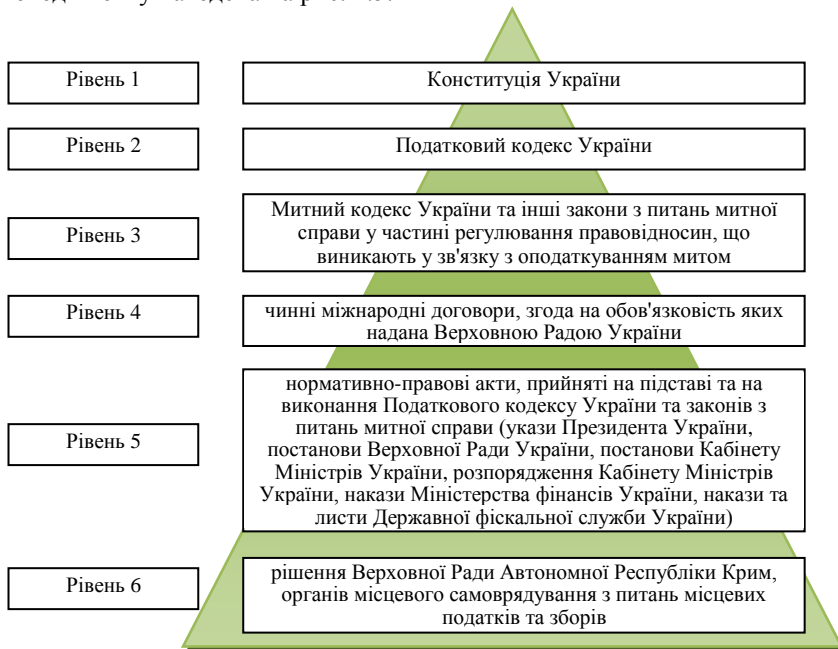 Рівень 1
Конституція України
Рівень 2
Податковий кодекс України
Рівень 3
Митний кодекс України та інші закони з питань митної
справи у частині регулювання правовідносин, що
виникають у зв'язку з оподаткуванням митом
Рівень 4
чинні міжнародні договори, згода на обов'язковість яких
надана Верховною Радою України
Рівень 5
нормативно-правові акти, прийняті на підставі та на
виконання Податкового кодексу України та законів з
питань митної справи (укази Президента України,
постанови Верховної Ради України, постанови Кабінету
Міністрів України, розпорядження Кабінету Міністрів
України, накази Міністерства фінансів України, накази та
листи Державної фіскальної служби України)
Рівень 6
рішення Верховної Ради Автономної Республіки Крим,
органів місцевого самоврядування з питань місцевих
податків та зборів